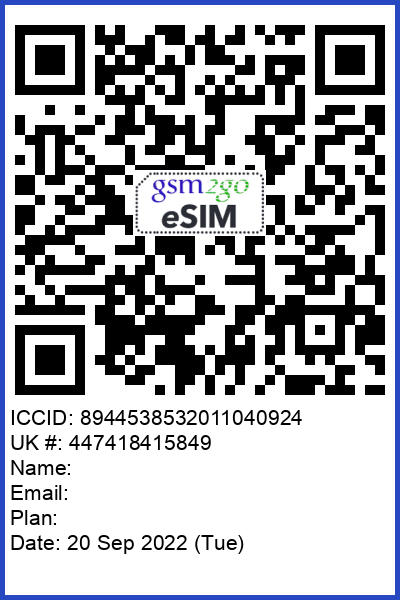 gsm2go
eSIM
ICCID: 8944538532011040924
UK #: 447418415849
Name:
Email:
Plan:
Date: 20 Sep 2022 (Tue)